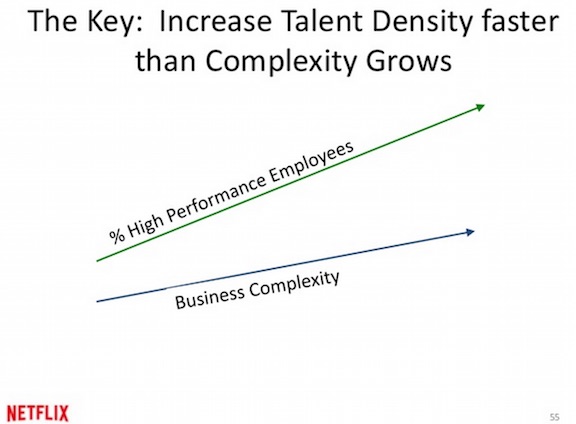 The Key:  Increase Talent Density faster
than Complexity Grows
% High Performance Employees
Business Complexity
NETFLIX
55